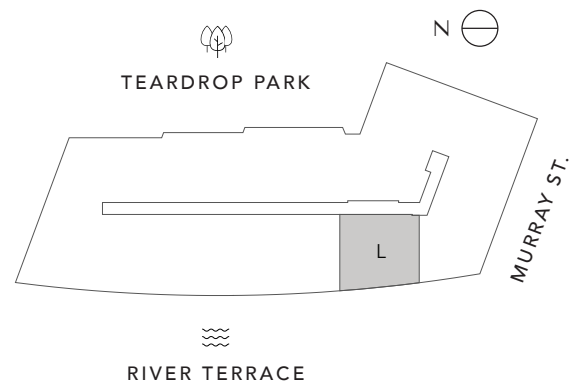 N
TEARDROP PARK
MURRAY ST.
L
RIVER TERRACE